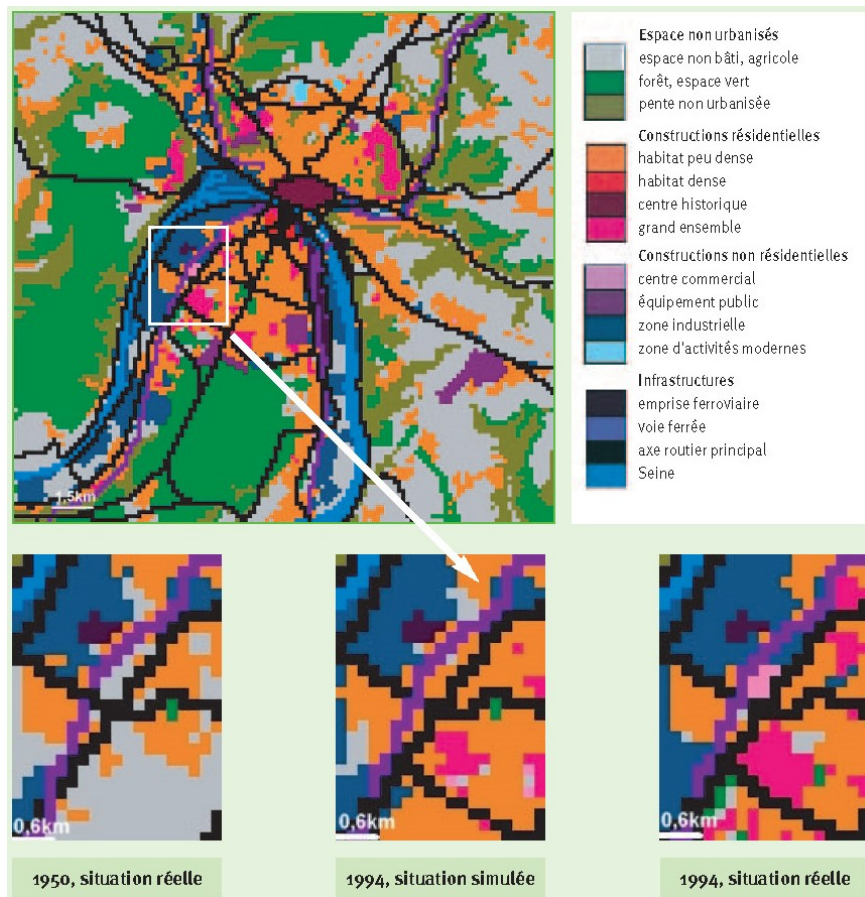 1,5km
Espace non urbanisés
espace non bâti, agricole
forêt, espace vert
pente non urbanisée
Constructions résidentielles
habitat peu dense
habitat dense
centre historique
grand ensemble
Constructions non résidentielles
centre commercial
équipement public
zone industrielle
zone d'activités modernes
Infrastructures
emprise ferroviaire
voie ferrée
axe routier principal
Seine
0,6km
0,6km
0,6km
1950, situation réelle
1994, situation simulée
1994, situation réelle